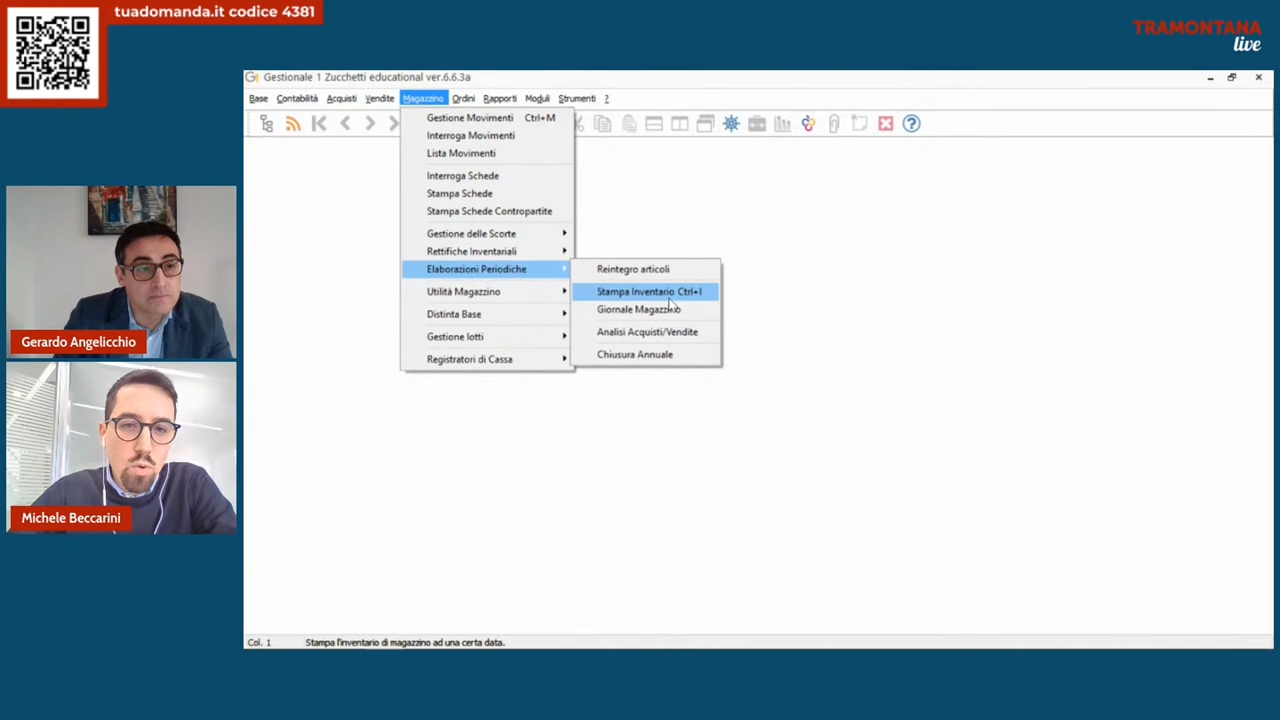 tuadomanda.it codice 4381
TRAMONTANA
live
Gestionale 1 Zucchetti educational ver.6.6.3a
Base Contabilità Acquisti Vendite Magazzino Ordini Rapporti Moduli Strumenti ?
Gestione Movimenti Ctrl+M
Interroga Movimenti
Lista Movimenti
Interroga Schede
Stampa Schede
Stampa Schede Contropartite
Gestione delle Scorte
Rettifiche Inventariali
Elaborazioni Periodiche
Utilità Magazzino
Distinta Base
Gestione lotti
Registratori di Cassa
Reintegro articoli
Stampa Inventario Ctrl+I
Giornale Magazzino
Analisi Acquisti/Vendite
Chiusura Annuale
Gerardo Angelicchio
Michele Beccarini
Col. 1 Stampa l'inventario di magazzino ad una certa data.